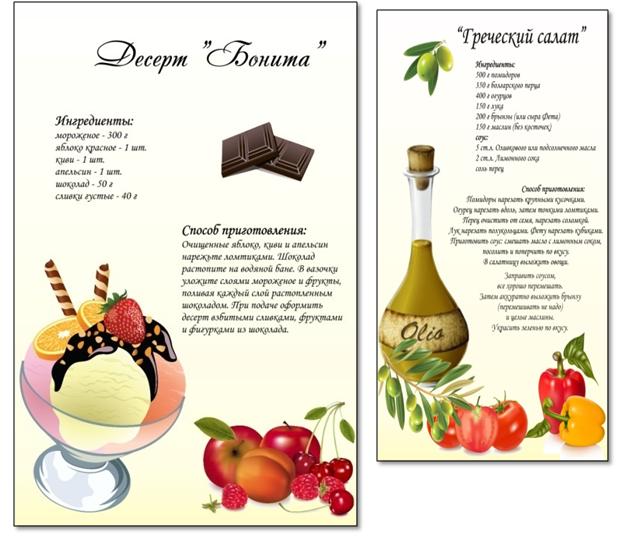 Десерт "Бонита"
Ингредиенты:
мороженое - 300 г
яблоко красное - 1 шт.
киви - 1 шт.
апельсин - 1 шт.
шоколад - 50 г
сливки густые - 40 г
Способ приготовления:
Очищенные яблоко, киви и апельсин
нарежьте ломтиками. Шоколад
растопите на водяной бане. В вазочки
уложите слоями мороженое и фрукты,
поливая каждый слой растопленным
шоколадом. При подаче оформить
десерт взбитыми сливками, фруктами
и фигурками из шоколада.
"Греческий салат"
Ингредиенты:
500 г помидоров
350 г болгарского перца
400 г огурцов
150 г лука
200 г брынзы (или сыра Фета)
150 г маслин (без косточек)
соус:
5 ст.л. Оливкового или подсолнечного масла
2 ст.л. Лимонного сока
соль перец
Способ приготовления:
Помидоры нарезать крупными кусочками.
Огурец нарезать вдоль, затем тонкими ломтиками.
Перец очистить от семя, нарезать соломкой.
Лук нарезать полукольцами. Фету нарезать кубиками.
Приготовить соус: смешать масло с лимонным соком,
посолить и поперчить по вкусу.
В салатницу выложить овощи.
Заправить соусом,
все хорошо перемешать.
Затем аккуратно выложить брынзу
(перемешивать не надо)
и целые маслины.
Украсить зеленью по вкусу.
Olio